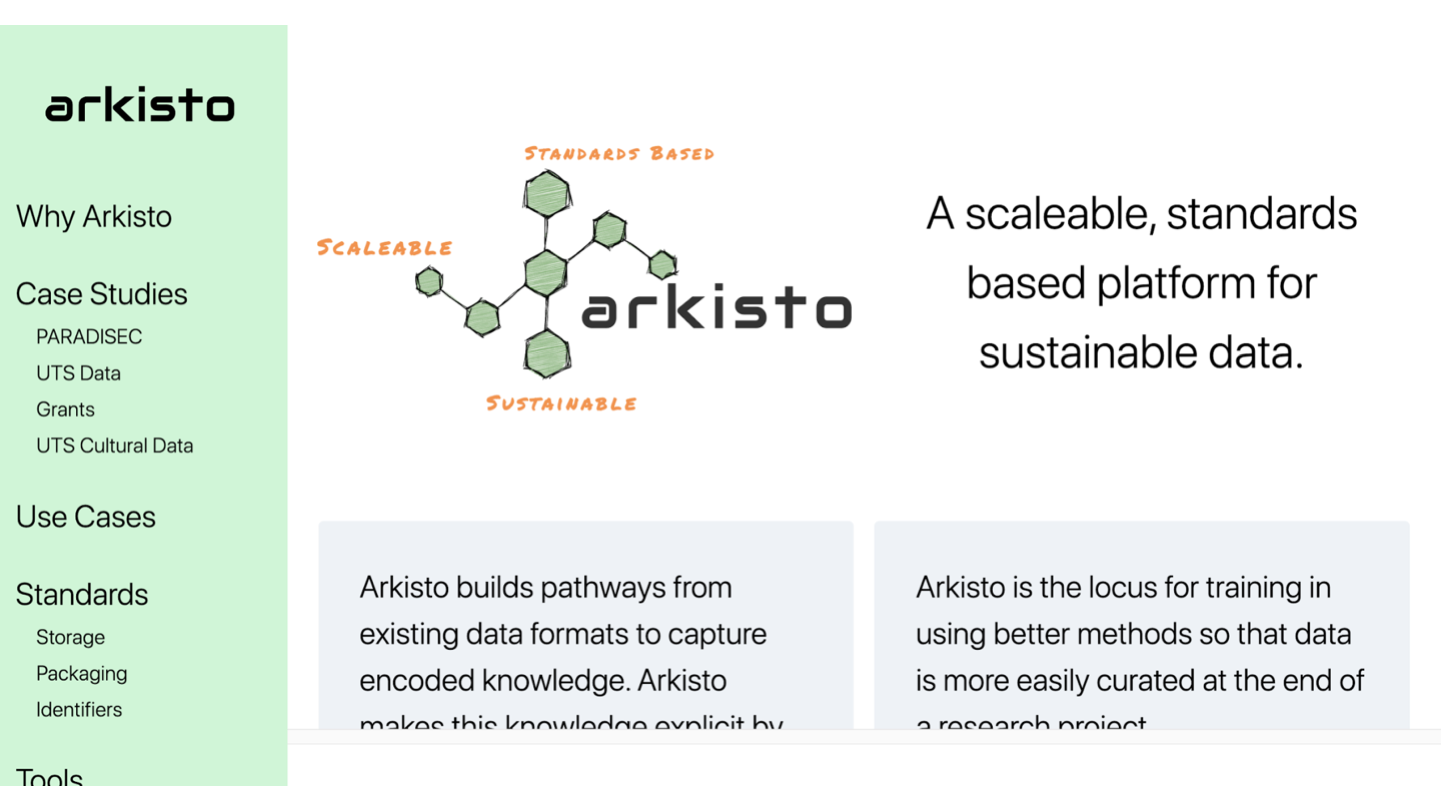 arkisto
Why Arkisto
Case Studies
PARADISEC
UTS Data
Grants
UTS Cultural Data
Use Cases
Standards
Storage
Packaging
Identifiers
Tools
Standards Based
Scaleable
arkisto
Sustainable
A scaleable, standards
based platform for
sustainable data.
Arkisto builds pathways from
existing data formats to capture
encoded knowledge. Arkisto
makes this knowledge explicit by
Arkisto is the locus for training in
using better methods so that data
is more easily curated at the end of
a research project